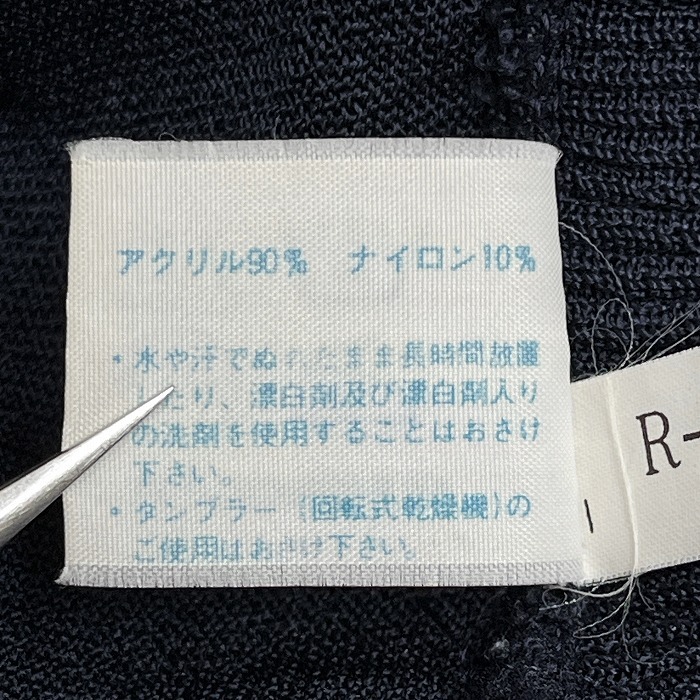 アクリル90% ナイロン10%
・水や汗でぬれたまま長時間放置
したり、漂白剤及び漂白剤入り
の洗剤を使用することはおさけ
下さい。
・タンブラー(回転式乾燥機)の
ご使用はおさけ下さい。
R-